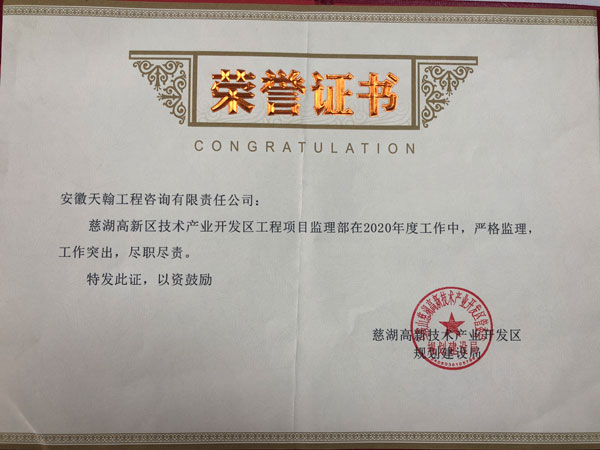 荣誉证书
CONGRATULATION
安徽天翰工程咨询有限责任公司：
慈湖高新区技术产业开发区工程项目监理部在2020年度工作中，严格监理，
工作突出，尽职尽责。
特发此证，以资鼓励
慈湖高新技术产业开发区
规划建设局